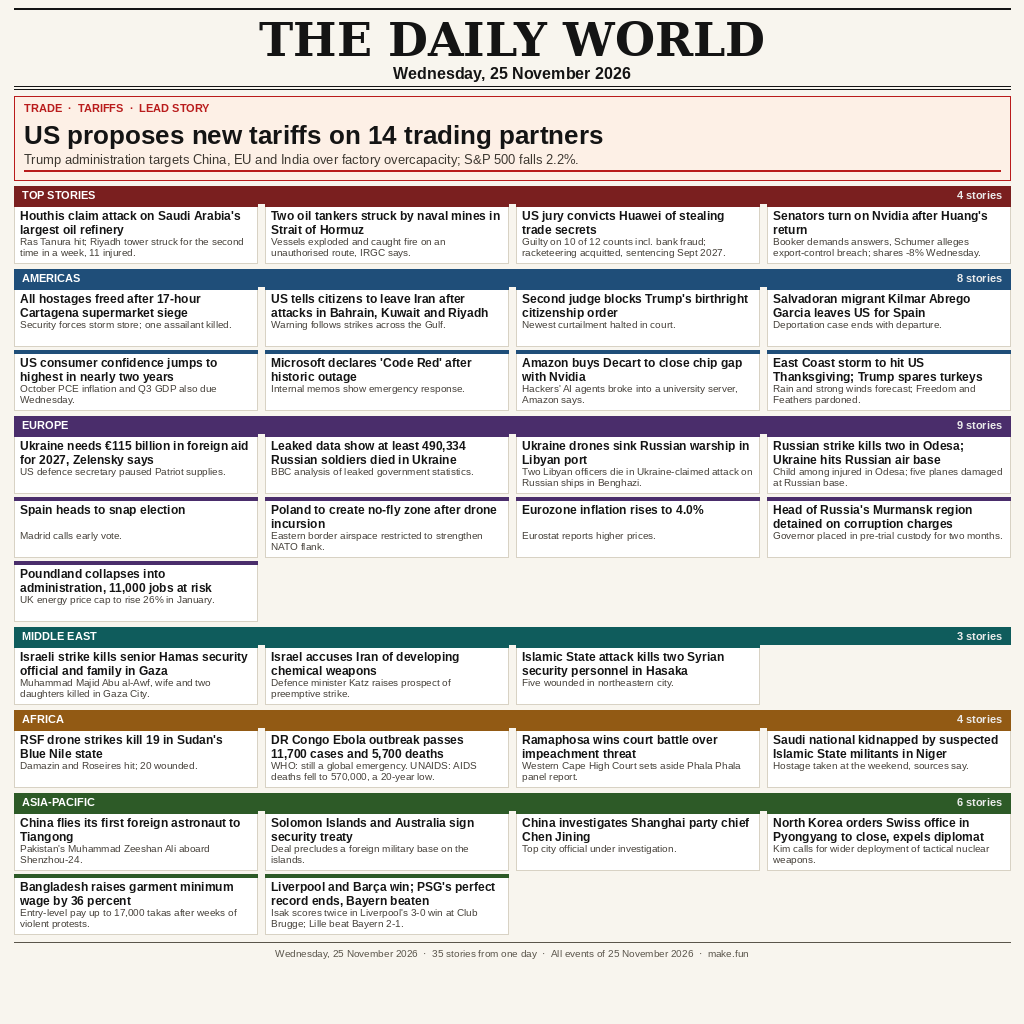 THE DAILY WORLD
Wednesday, 25 November 2026
TRADE · TARIFFS · LEAD STORY
US proposes new tariffs on 14 trading partners
Trump administration targets China, EU and India over factory overcapacity; S&P 500 falls 2.2%.
TOP STORIES
4 stories
Houthis claim attack on Saudi Arabia's
largest oil refinery
Ras Tanura hit; Riyadh tower struck for the second
time in a week, 11 injured.
Two oil tankers struck by naval mines in
Strait of Hormuz
Vessels exploded and caught fire on an
unauthorised route, IRGC says.
US jury convicts Huawei of stealing
trade secrets
Guilty on 10 of 12 counts incl. bank fraud;
racketeering acquitted, sentencing Sept 2027.
Senators turn on Nvidia after Huang's
return
Booker demands answers, Schumer alleges
export-control breach; shares -8% Wednesday.
AMERICAS
8 stories
All hostages freed after 17-hour
Cartagena supermarket siege
Security forces storm store; one assailant killed.
US tells citizens to leave Iran after
attacks in Bahrain, Kuwait and Riyadh
Warning follows strikes across the Gulf.
Second judge blocks Trump's birthright
citizenship order
Newest curtailment halted in court.
Salvadoran migrant Kilmar Abrego
Garcia leaves US for Spain
Deportation case ends with departure.
US consumer confidence jumps to
highest in nearly two years
October PCE inflation and Q3 GDP also due
Wednesday.
Microsoft declares 'Code Red' after
historic outage
Internal memos show emergency response.
Amazon buys Decart to close chip gap
with Nvidia
Hackers' AI agents broke into a university server,
Amazon says.
East Coast storm to hit US
Thanksgiving; Trump spares turkeys
Rain and strong winds forecast; Freedom and
Feathers pardoned.
EUROPE
9 stories
Ukraine needs €115 billion in foreign aid
for 2027, Zelensky says
US defence secretary paused Patriot supplies.
Leaked data show at least 490,334
Russian soldiers died in Ukraine
BBC analysis of leaked government statistics.
Ukraine drones sink Russian warship in
Libyan port
Two Libyan officers die in Ukraine-claimed attack on
Russian ships in Benghazi.
Russian strike kills two in Odesa;
Ukraine hits Russian air base
Child among injured in Odesa; five planes damaged
at Russian base.
Spain heads to snap election
Madrid calls early vote.
Poland to create no-fly zone after drone
incursion
Eastern border airspace restricted to strengthen
NATO flank.
Eurozone inflation rises to 4.0%
Eurostat reports higher prices.
Head of Russia's Murmansk region
detained on corruption charges
Governor placed in pre-trial custody for two months.
Poundland collapses into
administration, 11,000 jobs at risk
UK energy price cap to rise 26% in January.
MIDDLE EAST
3 stories
Israeli strike kills senior Hamas security
official and family in Gaza
Muhammad Majid Abu al-Awf, wife and two
daughters killed in Gaza City.
Israel accuses Iran of developing
chemical weapons
Defence minister Katz raises prospect of
preemptive strike.
Islamic State attack kills two Syrian
security personnel in Hasaka
Five wounded in northeastern city.
AFRICA
4 stories
RSF drone strikes kill 19 in Sudan's
Blue Nile state
Damazin and Roseires hit; 20 wounded.
DR Congo Ebola outbreak passes
11,700 cases and 5,700 deaths
WHO: still a global emergency. UNAIDS: AIDS
deaths fell to 570,000, a 20-year low.
Ramaphosa wins court battle over
impeachment threat
Western Cape High Court sets aside Phala Phala
panel report.
Saudi national kidnapped by suspected
Islamic State militants in Niger
Hostage taken at the weekend, sources say.
ASIA-PACIFIC
6 stories
China flies its first foreign astronaut to
Tiangong
Pakistan's Muhammad Zeeshan Ali aboard
Shenzhou-24.
Solomon Islands and Australia sign
security treaty
Deal precludes a foreign military base on the
islands.
China investigates Shanghai party chief
Chen Jining
Top city official under investigation.
North Korea orders Swiss office in
Pyongyang to close, expels diplomat
Kim calls for wider deployment of tactical nuclear
weapons.
Bangladesh raises garment minimum
wage by 36 percent
Entry-level pay up to 17,000 takas after weeks of
violent protests.
Liverpool and Barça win; PSG's perfect
record ends, Bayern beaten
Isak scores twice in Liverpool's 3-0 win at Club
Brugge; Lille beat Bayern 2-1.
Wednesday, 25 November 2026 · 35 stories from one day · All events of 25 November 2026 · make.fun